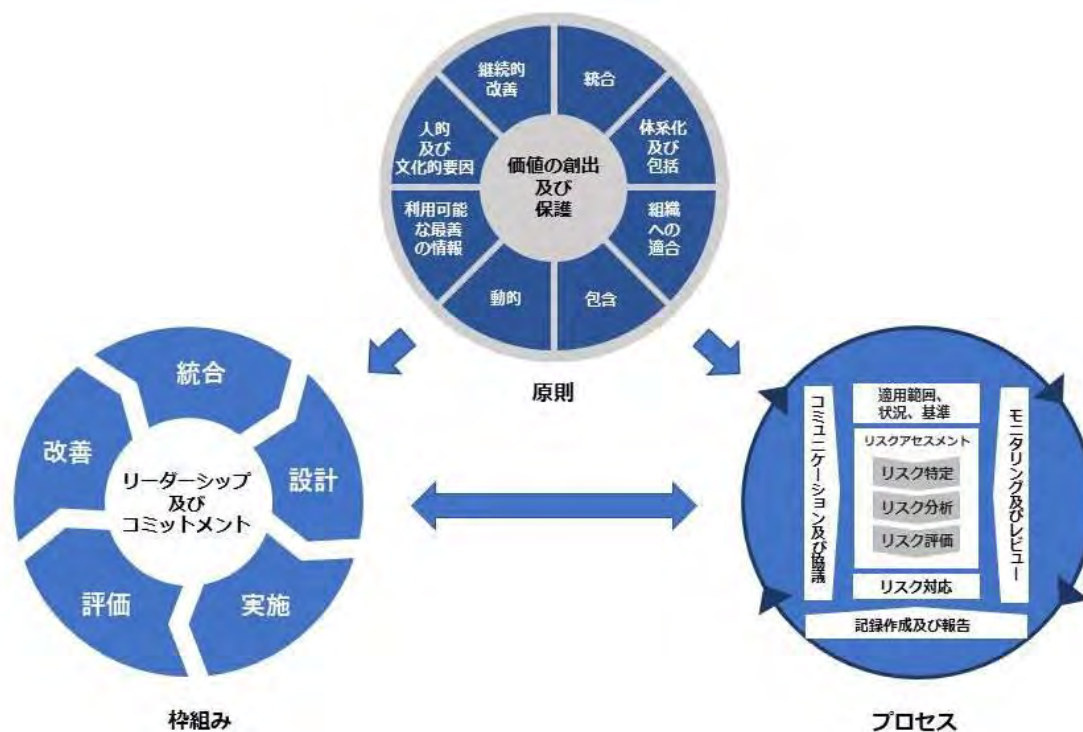 継続的
改善
統合
人的
及び
文化的要因
体系化
及び
包括
価値の創出
及び
保護
利用可能
な最善
の情報
組織
への
適合
動的
包含
原則
統合
改善
設計
リーダーシップ
及び
コミットメント
評価
実施
枠組み
コミュニケーション及び協議
適用範囲、
状況、基準
リスクアセスメント
リスク特定
リスク分析
リスク評価
リスク対応
モニタリング及びレビュー
記録作成及び報告
プロセス